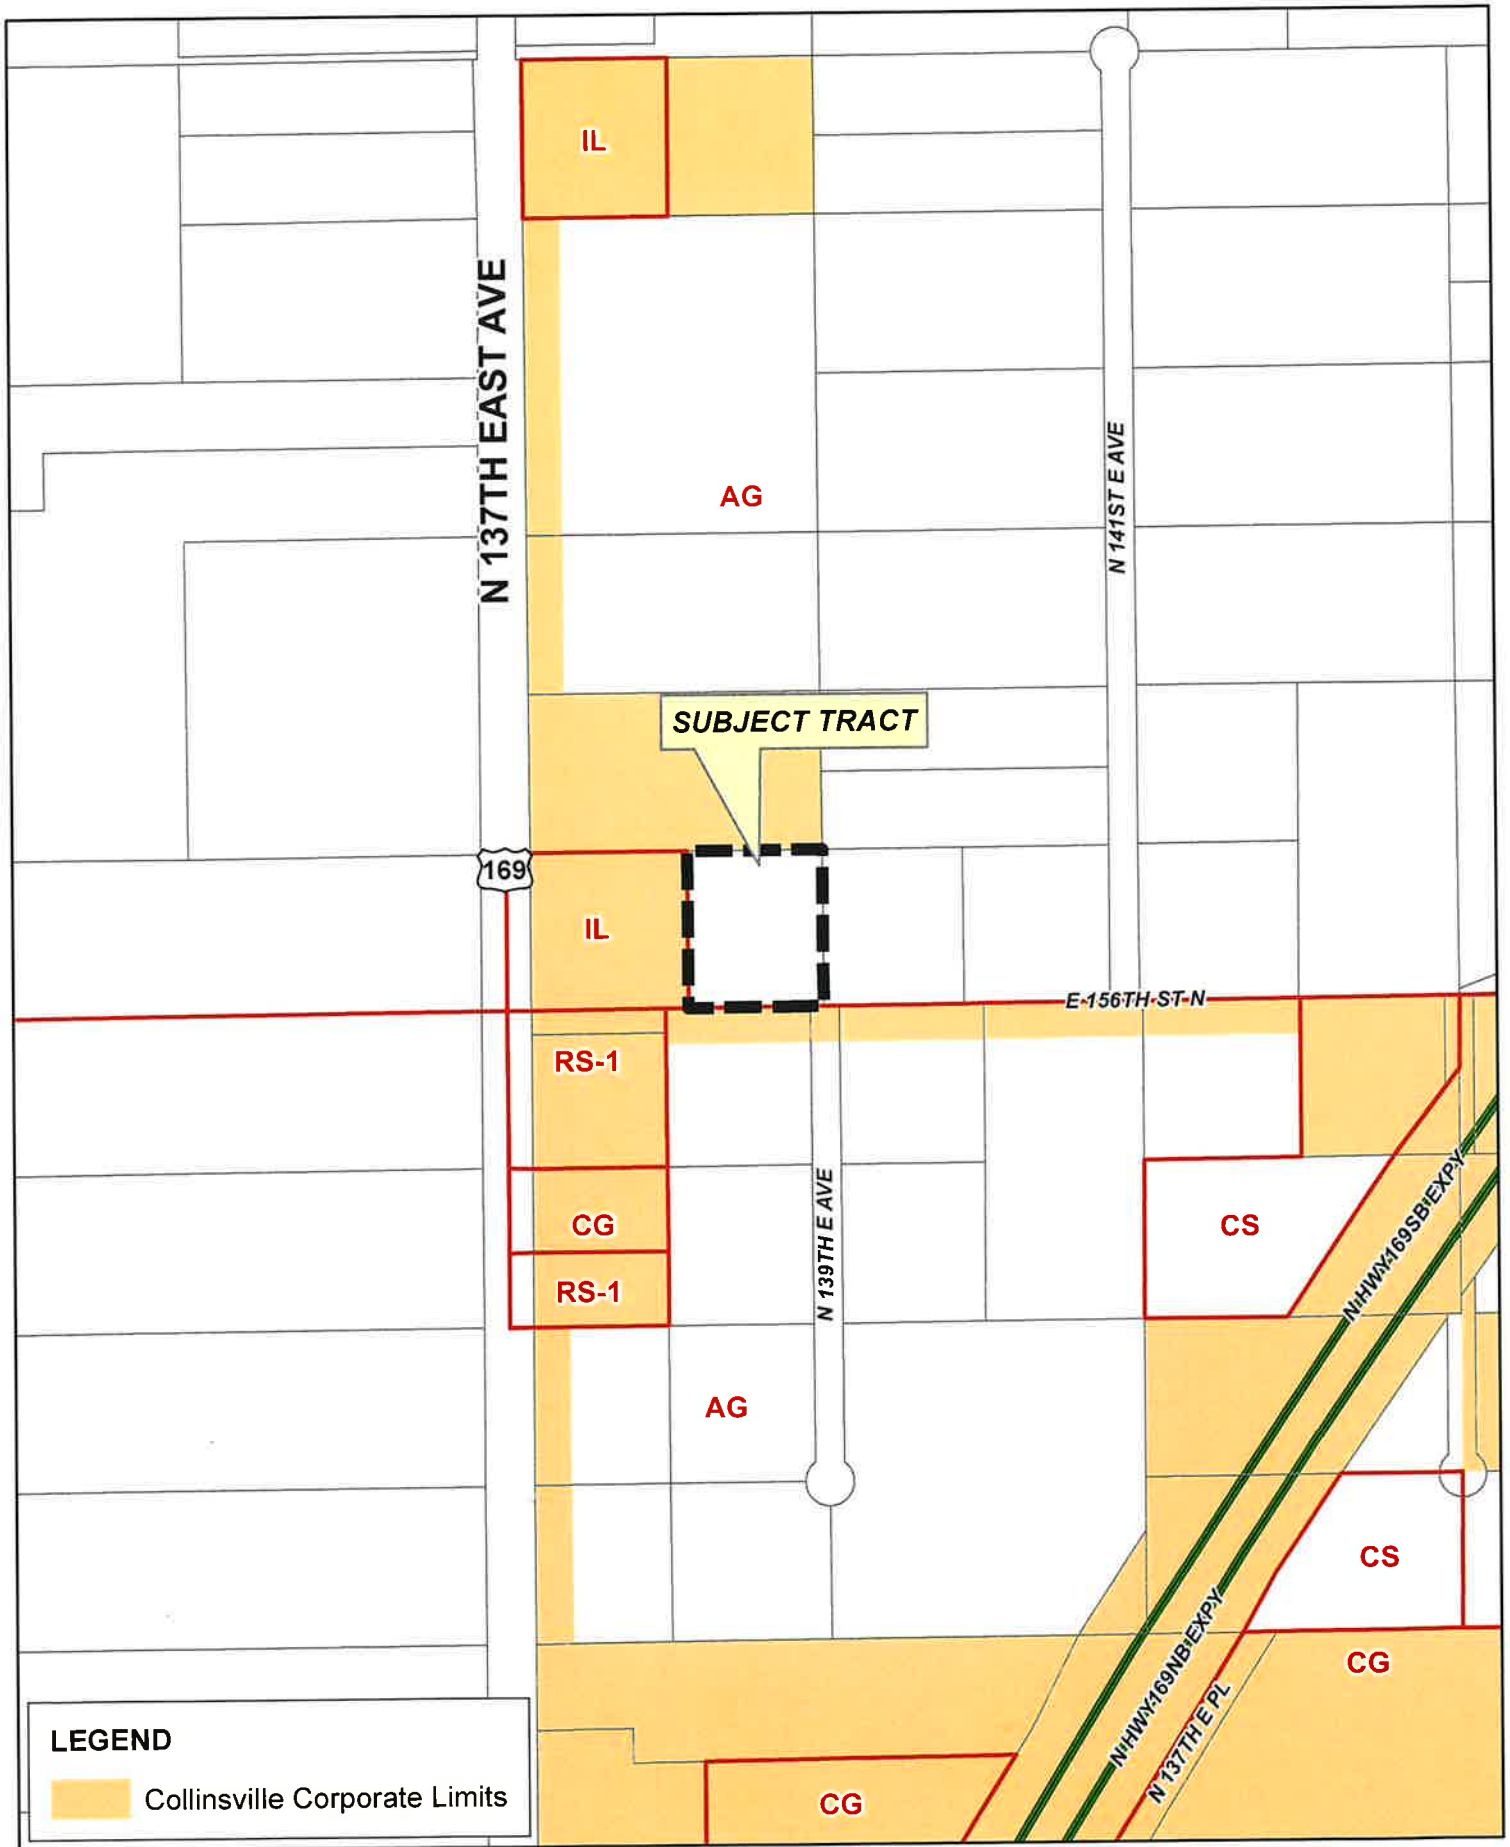 IL
N 137TH EAST AVE
AG
N 141ST E AVE
SUBJECT TRACT
169
IL
E 156TH ST N
RS-1
CG
CS
RS-1
N 139TH E AVE
N HWY 169 SB EXPY
AG
CS
CG
N HWY 169 NB EXPY
N 137TH E PL
CG
LEGEND
Collinsville Corporate Limits